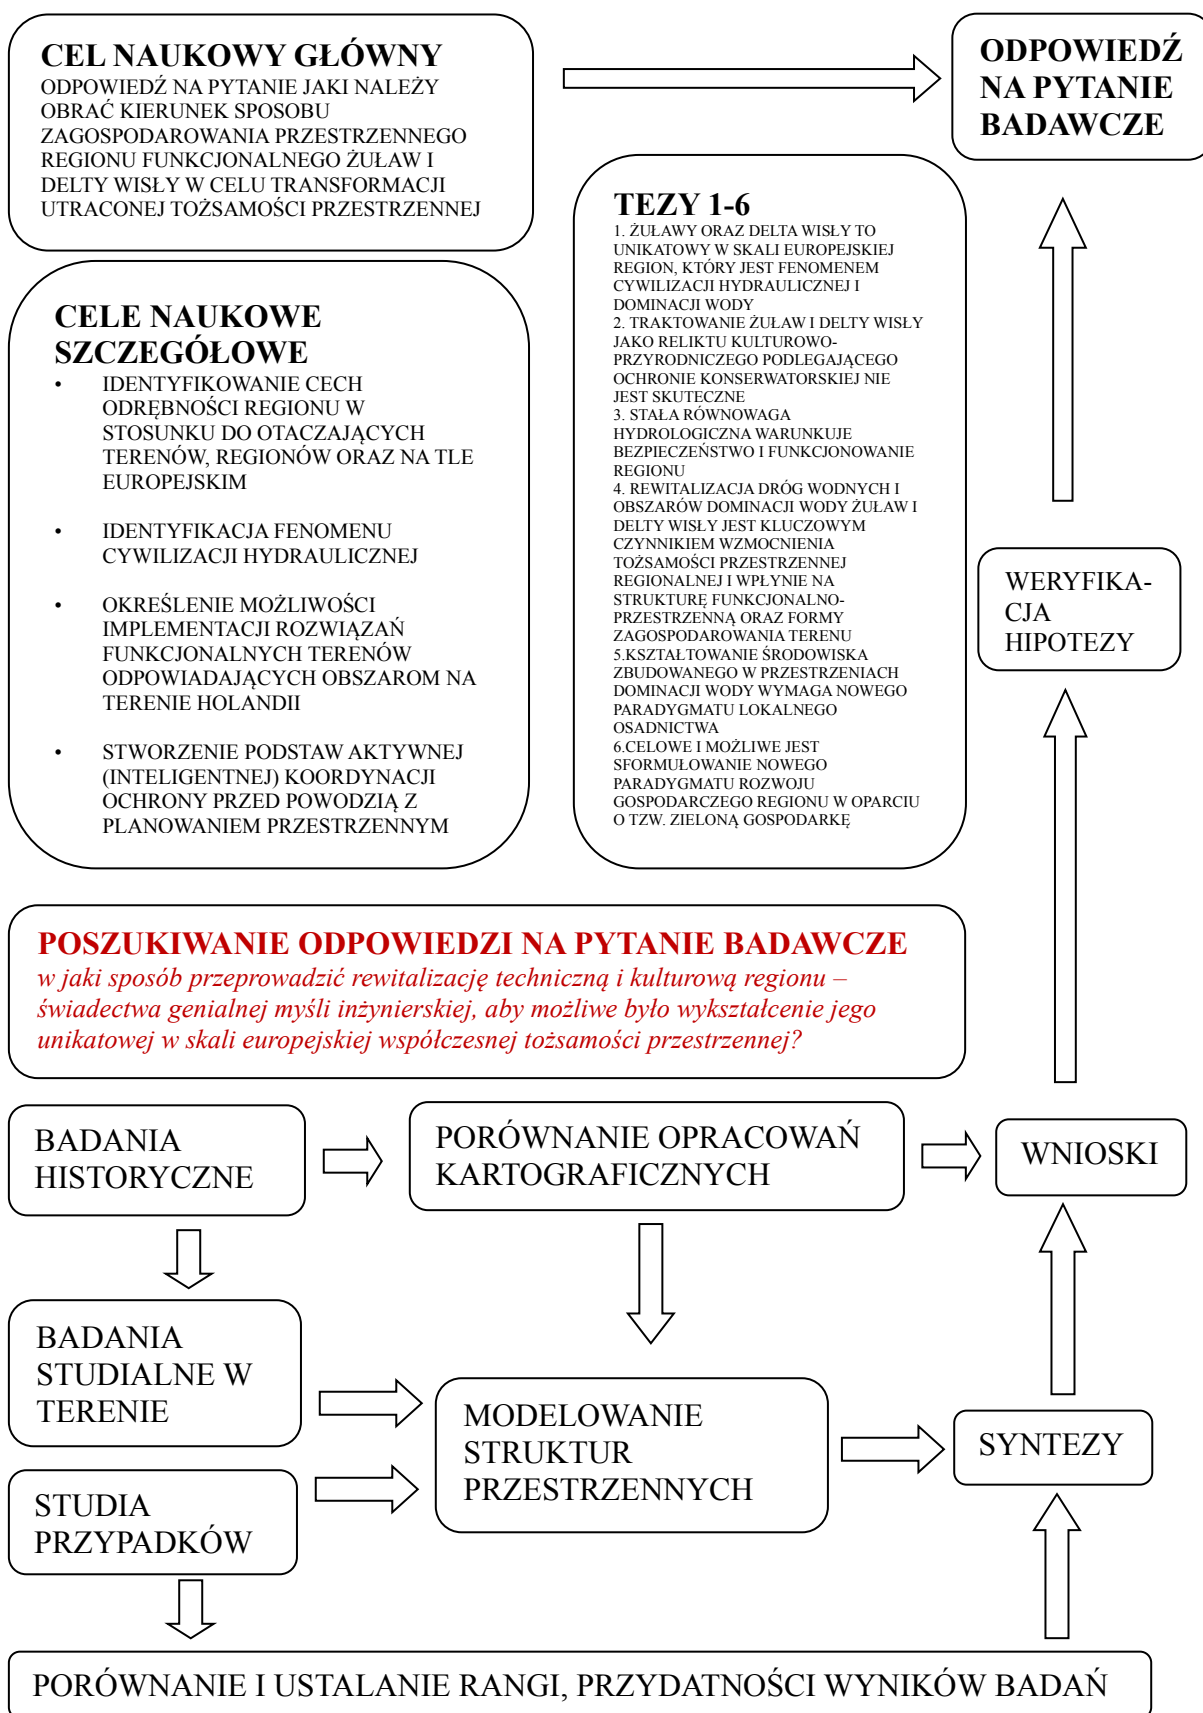 CEL NAUKOWY GŁÓWNY
ODPOWIEDŹ NA PYTANIE JAKI NALEŻY
OBRAĆ KIERUNEK SPOSOBU
ZAGOSPODAROWANIA PRZESTRZENNEGO
REGIONU FUNKCJONALNEGO ŻUŁAW I
DELTY WISŁY W CELU TRANSFORMACJI
UTRACONEJ TOŻSAMOŚCI PRZESTRZENNEJ
ODPOWIEDŹ
NA PYTANIE
BADAWCZE
CELE NAUKOWE
SZCZEGÓŁOWE
• IDENTYFIKOWANIE CECH
ODRĘBNOŚCI REGIONU W
STOSUNKU DO OTACZAJĄCYCH
TERENÓW, REGIONÓW ORAZ NA TLE
EUROPEJSKIM
• IDENTYFIKACJA FENOMENU
CYWILIZACJI HYDRAULICZNEJ
• OKREŚLENIE MOŻLIWOŚCI
IMPLEMENTACJI ROZWIĄZAŃ
FUNKCJONALNYCH TERENÓW
ODPOWIADAJĄCYCH OBSZAROM NA
TERENIE HOLANDII
• STWORZENIE PODSTAW AKTYWNEJ
(INTELIGENTNEJ) KOORDYNACJI
OCHRONY PRZED POWODZIĄ Z
PLANOWANIEM PRZESTRZENNYM
TEZY 1-6
1. ŻUŁAWY ORAZ DELTA WISŁY TO
UNIKATOWY W SKALI EUROPEJSKIEJ
REGION, KTÓRY JEST FENOMENEM
CYWILIZACJI HYDRAULICZNEJ I
DOMINACJI WODY
2. TRAKTOWANIE ŻUŁAW I DELTY WISŁY
JAKO RELIKTU KULTUROWO-
PRZYRODNICZEGO PODLEGAJĄCEGO
OCHRONIE KONSERWATORSKIEJ NIE
JEST SKUTECZNE
3. STAŁA RÓWNOWAGA
HYDROLOGICZNA WARUNKUJE
BEZPIECZEŃSTWO I FUNKCJONOWANIE
REGIONU
4. REWITALIZACJA DRÓG WODNYCH I
OBSZARÓW DOMINACJI WODY ŻUŁAW I
DELTY WISŁY JEST KLUCZOWYM
CZYNNIKIEM WZMOCNIENIA
TOŻSAMOŚCI PRZESTRZENNEJ
REGIONALNEJ I WPŁYNIE NA
STRUKTURĘ FUNKCJONALNO-
PRZESTRZENNĄ ORAZ FORMY
ZAGOSPODAROWANIA TERENU
5.KSZTAŁTOWANIE ŚRODOWISKA
ZBUDOWANEGO W PRZESTRZENIACH
DOMINACJI WODY WYMAGA NOWEGO
PARADYGMATU LOKALNEGO
OSADNICTWA
6.CELOWE I MOŻLIWE JEST
SFORMUŁOWANIE NOWEGO
PARADYGMATU ROZWOJU
GOSPODARCZEGO REGIONU W OPARCIU
O TZW. ZIELONĄ GOSPODARKĘ
WERYFIKA-
CJA
HIPOTEZY
POSZUKIWANIE ODPOWIEDZI NA PYTANIE BADAWCZE
w jaki sposób przeprowadzić rewitalizację techniczną i kulturową regionu –
świadectwa genialnej myśli inżynierskiej, aby możliwe było wykształcenie jego
unikatowej w skali europejskiej współczesnej tożsamości przestrzennej?
BADANIA
HISTORYCZNE
PORÓWNANIE OPRACOWAŃ
KARTOGRAFICZNYCH
WNIOSKI
BADANIA
STUDIALNE W
TERENIE
MODELOWANIE
STRUKTUR
PRZESTRZENNYCH
SYNTEZY
STUDIA
PRZYPADKÓW
PORÓWNANIE I USTALANIE RANGI, PRZYDATNOŚCI WYNIKÓW BADAŃ